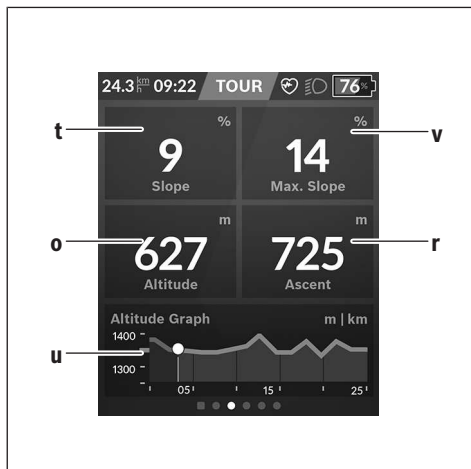 24.3 km/h 09:22 TOUR 76%
t % % v
9 14
Slope Max. Slope
o m m r
627 725
Altitude Ascent
Altitude Graph m | km
1400
u
1300
05 15 25